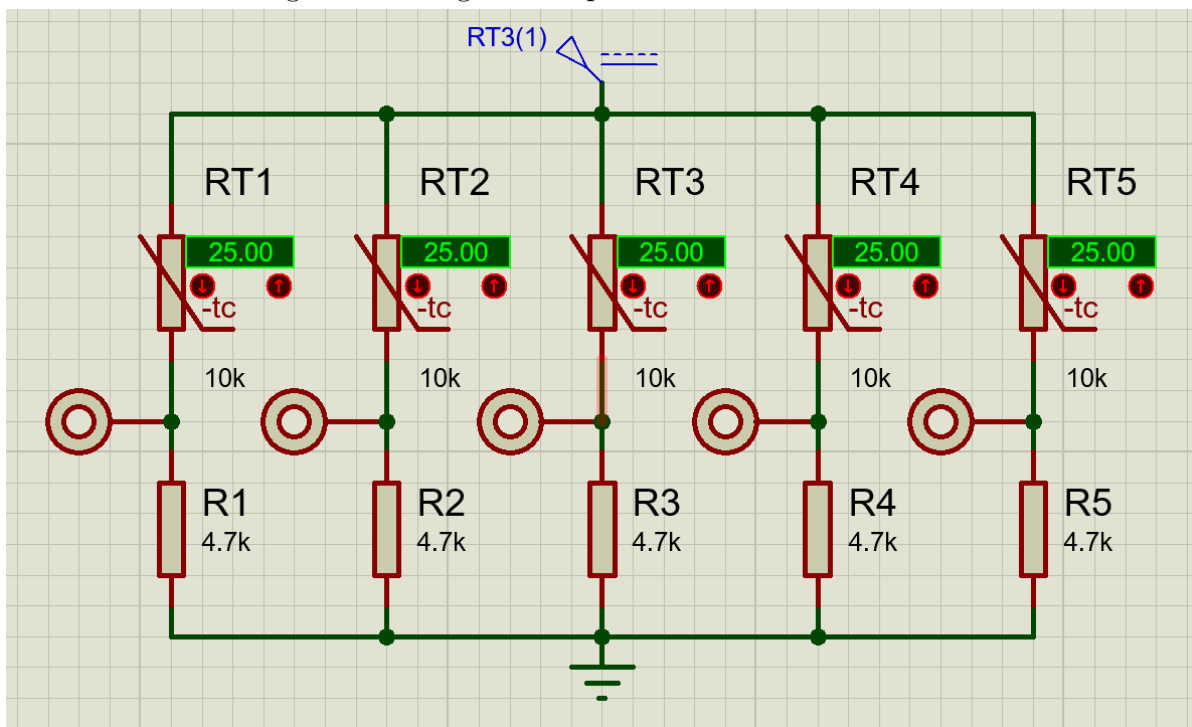 RT3(1)
RT1
RT2
RT3
RT4
RT5
25.00
25.00
25.00
25.00
25.00
-tc
-tc
-tc
-tc
-tc
10k
10k
10k
10k
10k
R1
R2
R3
R4
R5
4.7k
4.7k
4.7k
4.7k
4.7k